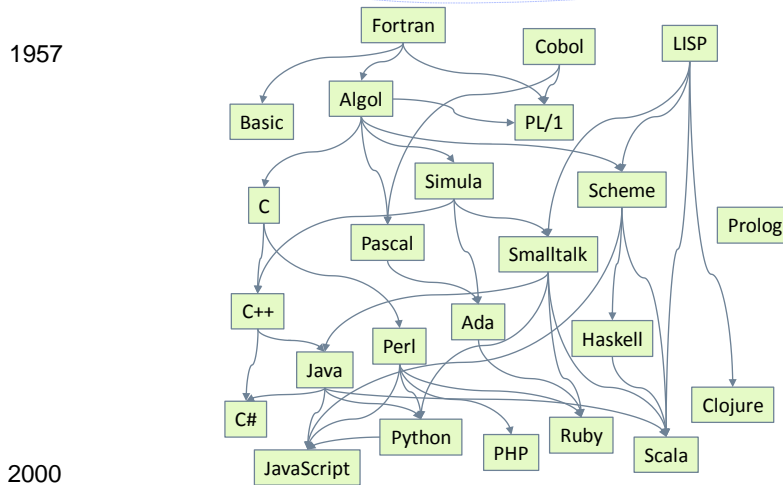 Fortran
Cobol
LISP
1957
Basic
Algol
PL/1
Simula
Scheme
C
Prolog
Pascal
Smalltalk
C++
Ada
Haskell
Perl
Java
Clojure
C#
Python
Ruby
PHP
Scala
JavaScript
2000